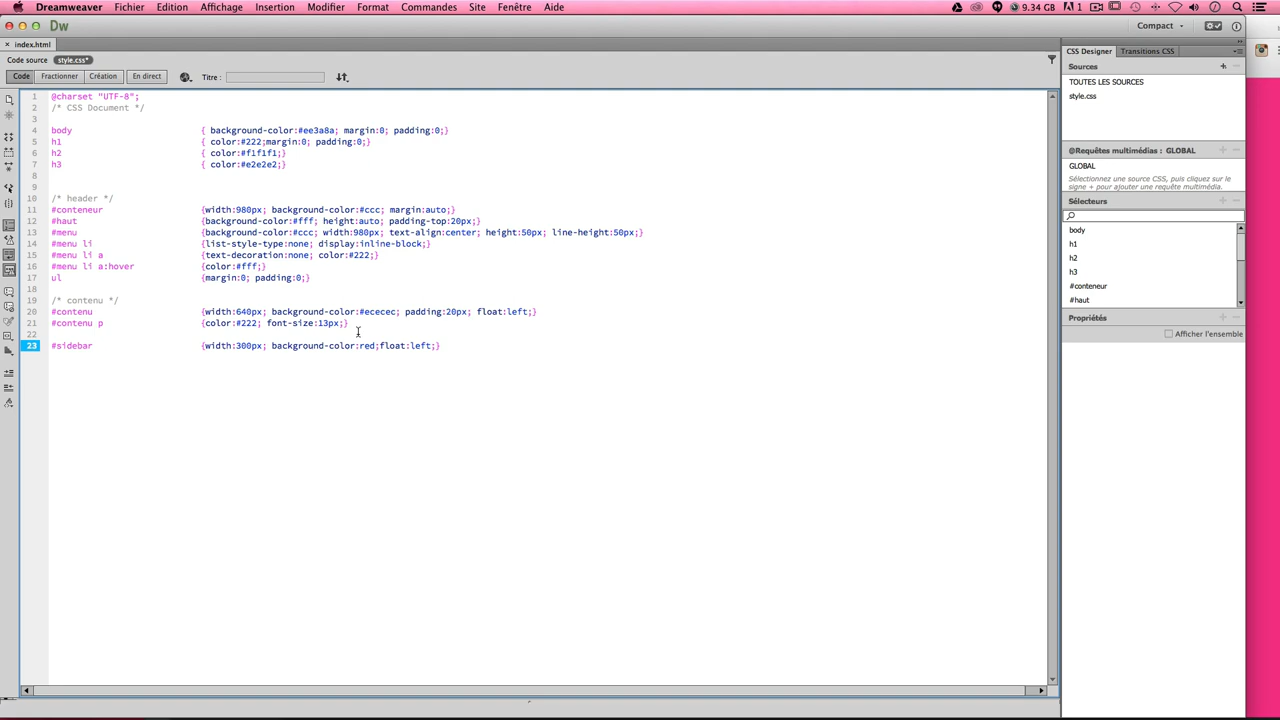 Dreamweaver Fichier Edition Affichage Insertion Modifier Format Commandes Site Fenêtre Aide 9.34 GB 1
Dw Compact
× index.html
Code source style.css*
Code Fractionner Création En direct Titre :
1 @charset "UTF-8";
2 /* CSS Document */
3
4 body { background-color:#ee3a8a; margin:0; padding:0;}
5 h1 { color:#222;margin:0; padding:0;}
6 h2 { color:#f1f1f1;}
7 h3 { color:#e2e2e2;}
8
9
10 /* header */
11 #conteneur {width:980px; background-color:#ccc; margin:auto;}
12 #haut {background-color:#fff; height:auto; padding-top:20px;}
13 #menu {background-color:#ccc; width:980px; text-align:center; height:50px; line-height:50px;}
14 #menu li {list-style-type:none; display:inline-block;}
15 #menu li a {text-decoration:none; color:#222;}
16 #menu li a:hover {color:#fff;}
17 ul {margin:0; padding:0;}
18
19 /* contenu */
20 #contenu {width:640px; background-color:#ececec; padding:20px; float:left;}
21 #contenu p {color:#222; font-size:13px;}
22
23 #sidebar {width:300px; background-color:red;float:left;}
CSS Designer Transitions CSS
Sources + −
TOUTES LES SOURCES
style.css
@Requêtes multimédias : GLOBAL + −
GLOBAL
Sélectionnez une source CSS, puis cliquez sur le
signe + pour ajouter une requête multimédia.
Sélecteurs + −
body
h1
h2
h3
#conteneur
#haut
Propriétés + −
Afficher l'ensemble